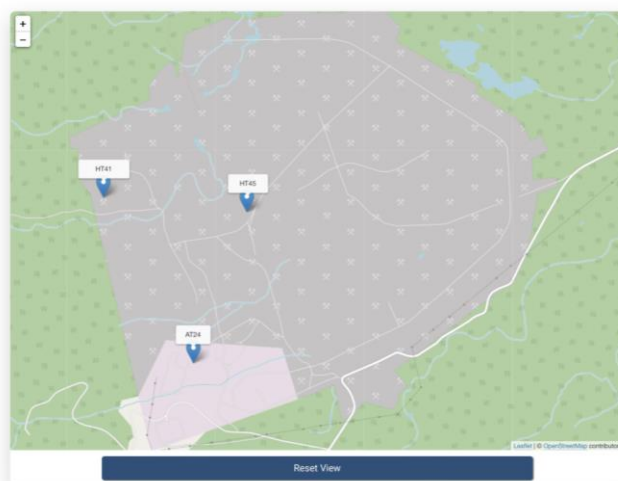 +
−
HT41
HT45
AT24
Leaflet | © OpenStreetMap contributors
Reset View